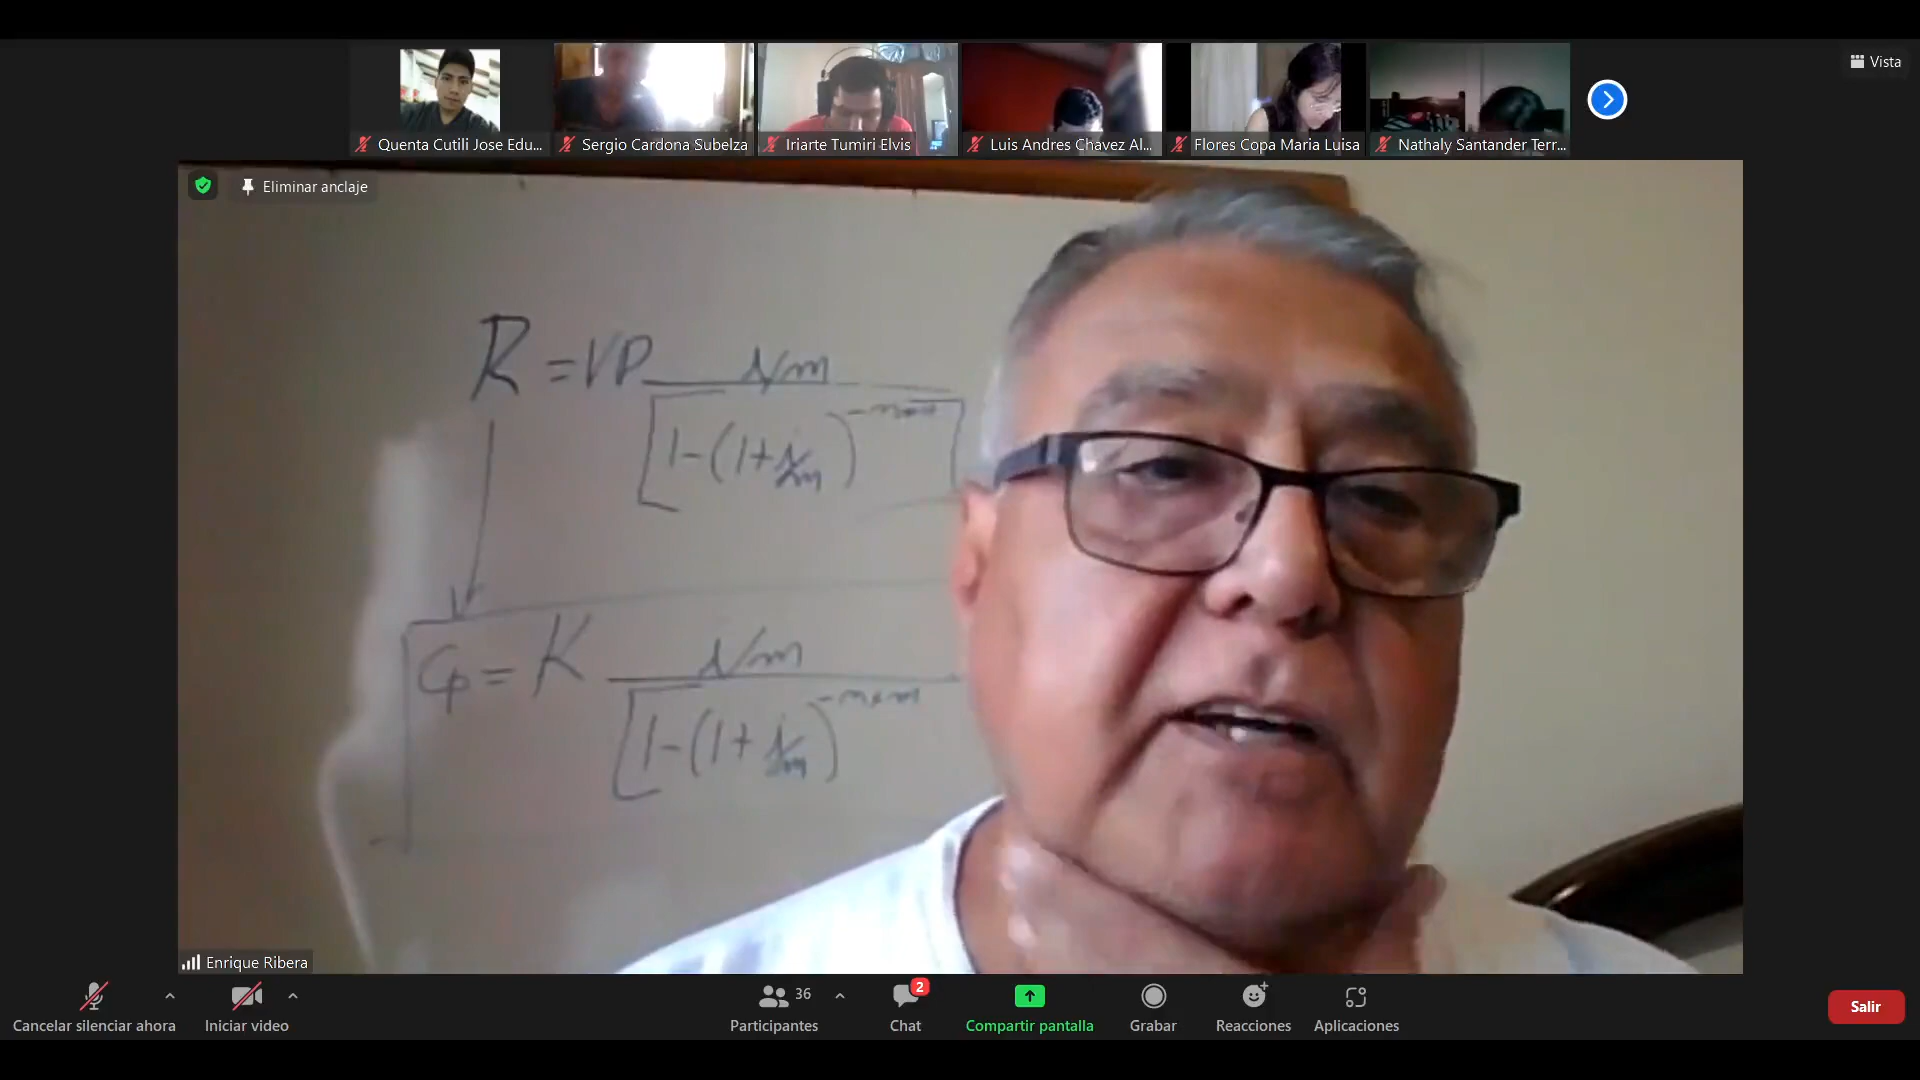 Vista
Quenta Cutili Jose Edu...
Sergio Cardona Subelza
Iriarte Tumiri Elvis
Luis Andres Chavez Al...
Flores Copa Maria Luisa
Nathaly Santander Terr...
Eliminar anclaje
R = VP i/m
[1-(1+i/m)
Cp = K i/m
[1-(1+i/m)^-n*m
Enrique Ribera
Cancelar silenciar ahora
Iniciar video
36
Participantes
2
Chat
Compartir pantalla
Grabar
Reacciones
Aplicaciones
Salir